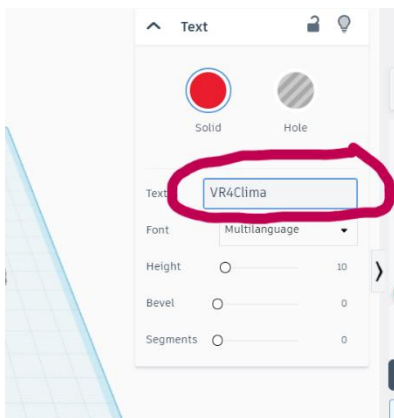 Text
Solid Hole
Text VR4Clima
Font Multilanguage
Height 10
Bevel 0
Segments 0